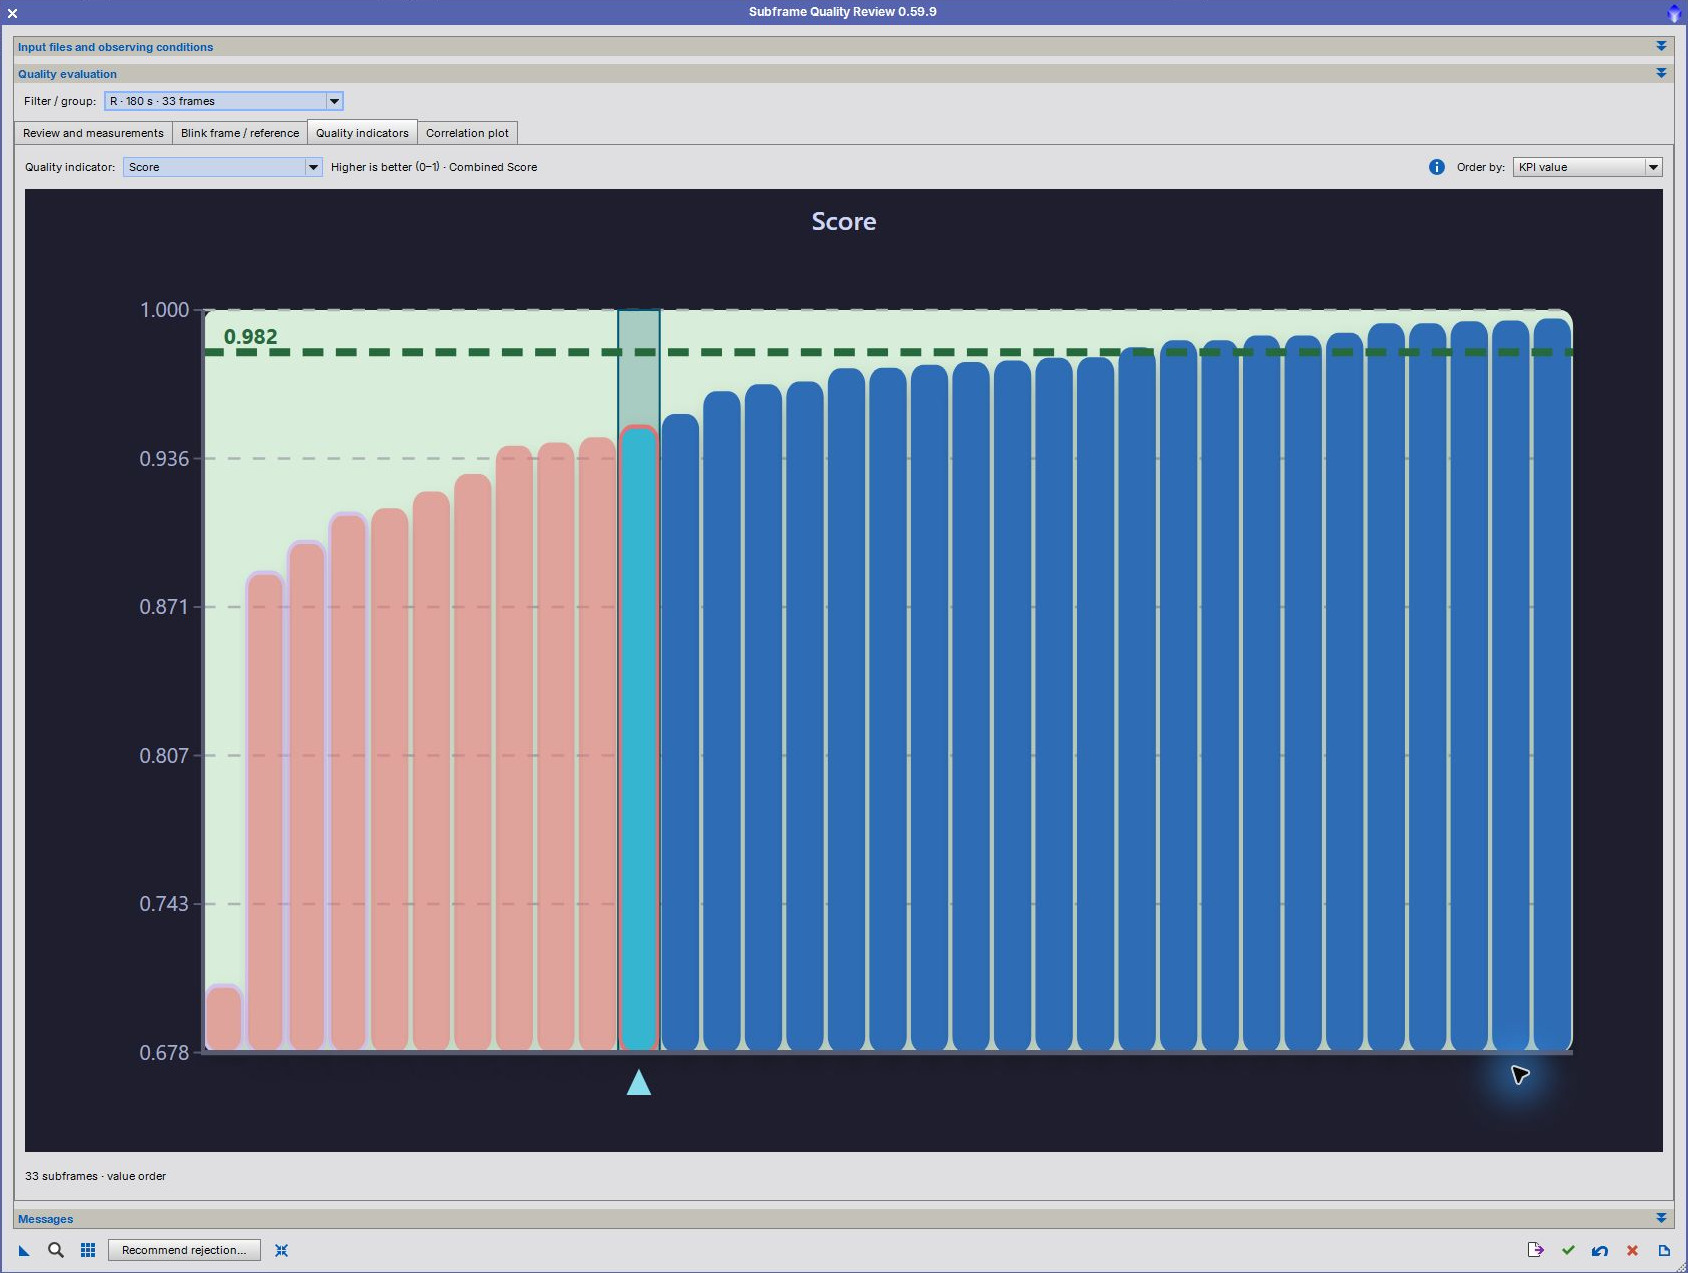 Subframe Quality Review 0.59.9
Input files and observing conditions
Quality evaluation
Filter / group: R · 180 s · 33 frames
Review and measurements Blink frame / reference Quality indicators Correlation plot
Quality indicator: Score Higher is better (0–1) · Combined Score Order by: KPI value
Score
1.000
0.982
0.936
0.871
0.807
0.743
0.678
33 subframes · value order
Messages
Recommend rejection...